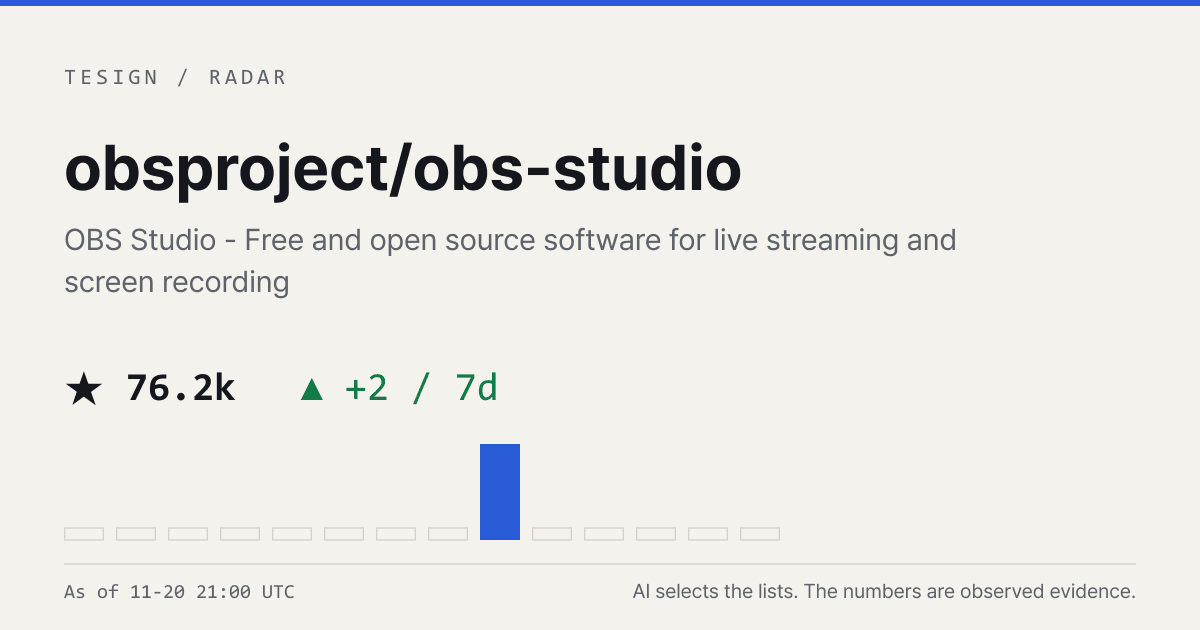 TESIGN / RADAR
obsproject/obs-studio
OBS Studio - Free and open source software for live streaming and
screen recording
★ 76.2k ▲ +2 / 7d
As of 11-20 21:00 UTC
AI selects the lists. The numbers are observed evidence.